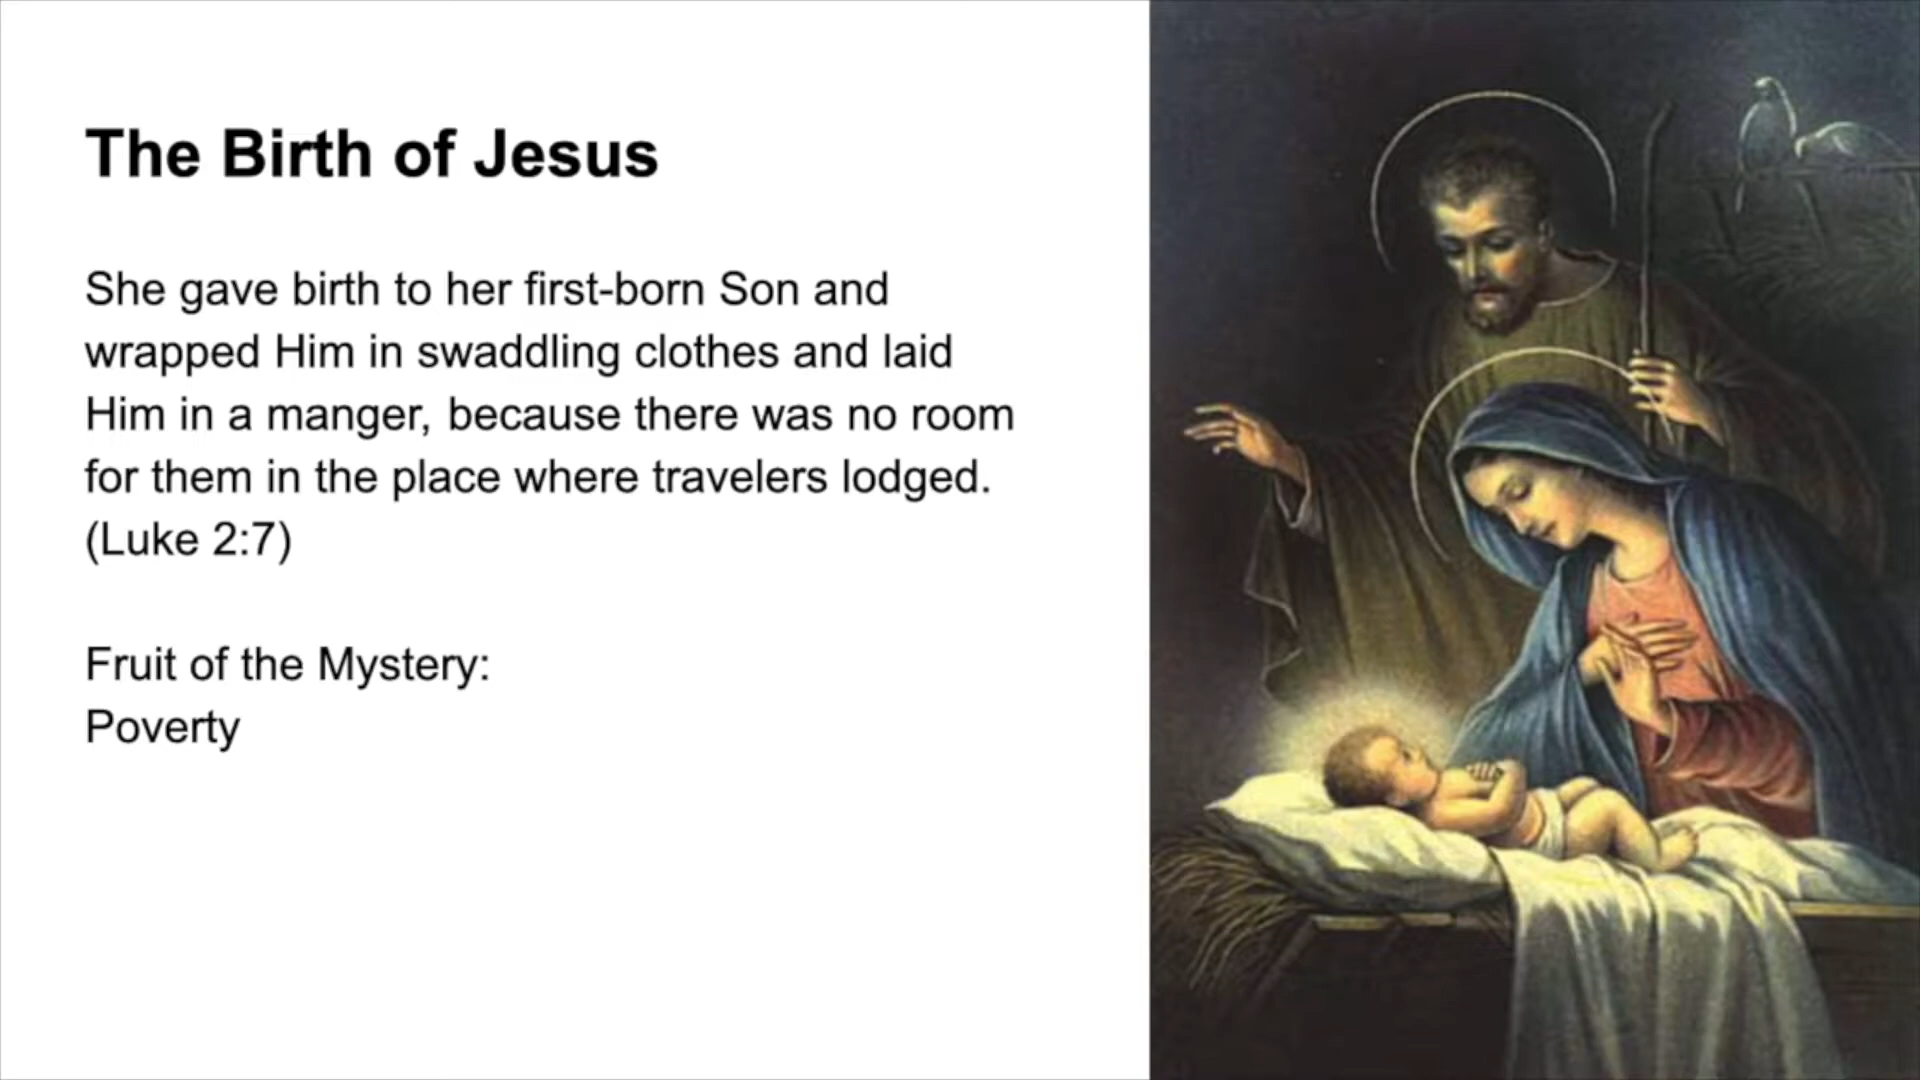 The Birth of Jesus
She gave birth to her first-born Son and
wrapped Him in swaddling clothes and laid
Him in a manger, because there was no room
for them in the place where travelers lodged.
(Luke 2:7)
Fruit of the Mystery:
Poverty